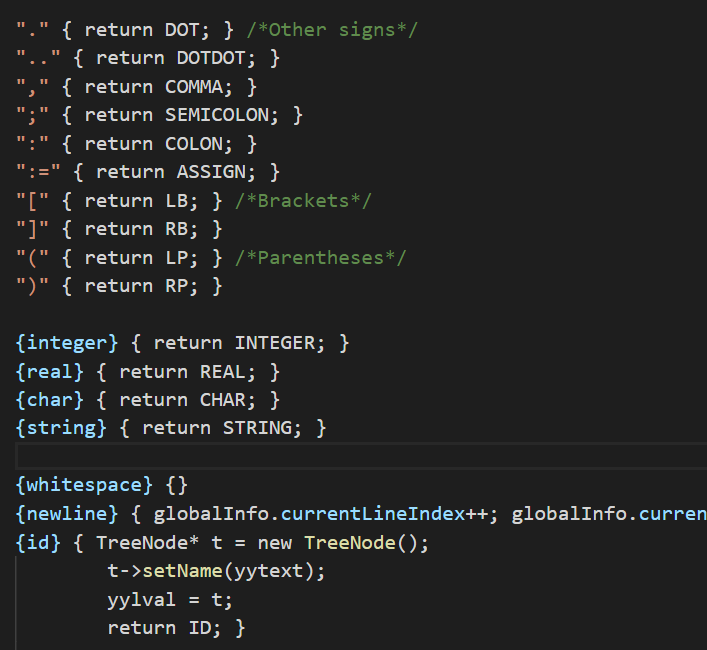 "." { return DOT; } /*Other signs*/
".." { return DOTDOT; }
"," { return COMMA; }
";" { return SEMICOLON; }
":" { return COLON; }
":=" { return ASSIGN; }
"[" { return LB; } /*Brackets*/
"]" { return RB; }
"(" { return LP; } /*Parentheses*/
")" { return RP; }
{integer} { return INTEGER; }
{real} { return REAL; }
{char} { return CHAR; }
{string} { return STRING; }
{whitespace} {}
{newline} { globalInfo.currentLineIndex++; globalInfo.curren
{id} { TreeNode* t = new TreeNode();
t->setName(yytext);
yylval = t;
return ID; }